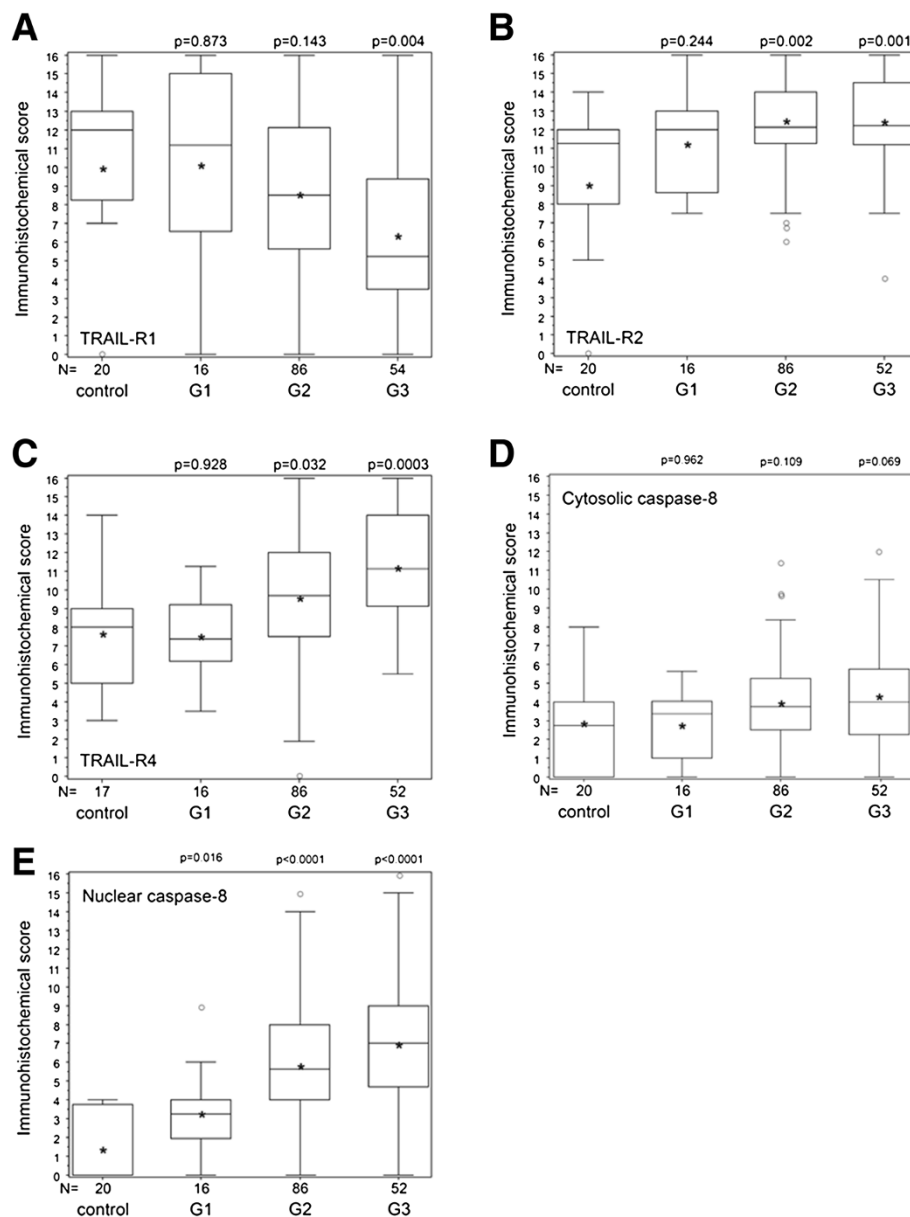 A
p=0.873 p=0.143 p=0.004
16
15
14
13
12
11
10
9
8
7
6
5
4
3
2
1
0
Immunohistochemical score
TRAIL-R1
N= 20 16 86 54
control G1 G2 G3
B
p=0.244 p=0.002 p=0.001
16
15
14
13
12
11
10
9
8
7
6
5
4
3
2
1
0
Immunohistochemical score
TRAIL-R2
N= 20 16 86 52
control G1 G2 G3
C
p=0.928 p=0.032 p=0.0003
16
15
14
13
12
11
10
9
8
7
6
5
4
3
2
1
0
Immunohistochemical score
TRAIL-R4
N= 17 16 86 52
control G1 G2 G3
D
p=0.962 p=0.109 p=0.069
16
15
14
13
12
11
10
9
8
7
6
5
4
3
2
1
0
Immunohistochemical score
Cytosolic caspase-8
N= 20 16 86 52
control G1 G2 G3
E
p=0.016 p<0.0001 p<0.0001
16
15
14
13
12
11
10
9
8
7
6
5
4
3
2
1
0
Immunohistochemical score
Nuclear caspase-8
N= 20 16 86 52
control G1 G2 G3